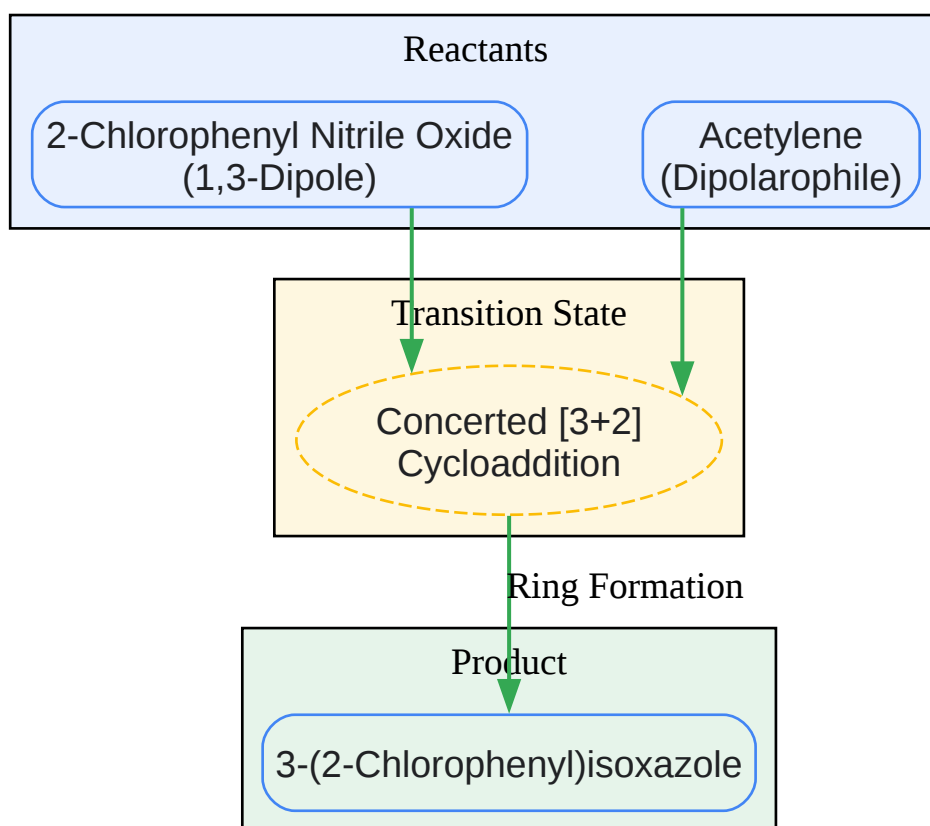 Reactants
2-Chlorophenyl Nitrile Oxide
(1,3-Dipole)
Acetylene
(Dipolarophile)
Transition State
Concerted [3+2]
Cycloaddition
Ring Formation
Product
3-(2-Chlorophenyl)isoxazole